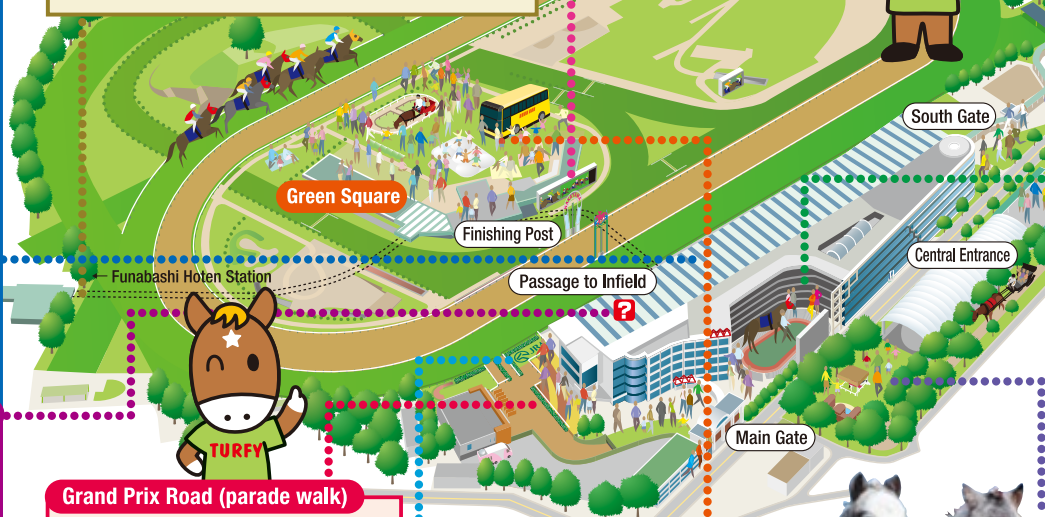 South Gate
Green Square
Finishing Post
Central Entrance
← Funabashi Hoten Station
Passage to Infield
?
JRA
TURFY
Main Gate
Grand Prix Road (parade walk)